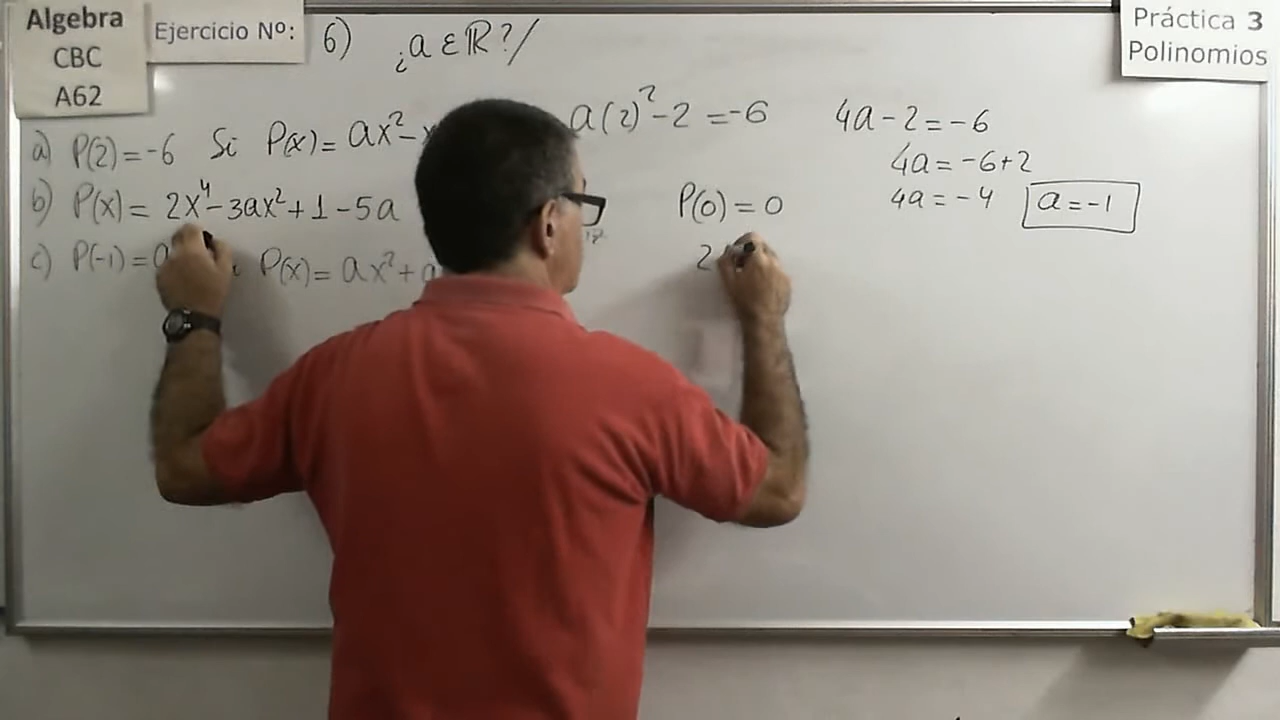 Algebra
CBC
A62
Ejercicio Nº:
6) ¿a ∈ ℝ?/
Práctica 3
Polinomios
a) P(2)=-6 Si P(x)= ax²-x
a(2)²-2 =-6
4a-2=-6
4a=-6+2
4a=-4
a=-1
b) P(x)= 2x⁴-3ax²+1-5a
P(0)=0
2
c) P(-1)= P(x)= ax²+a